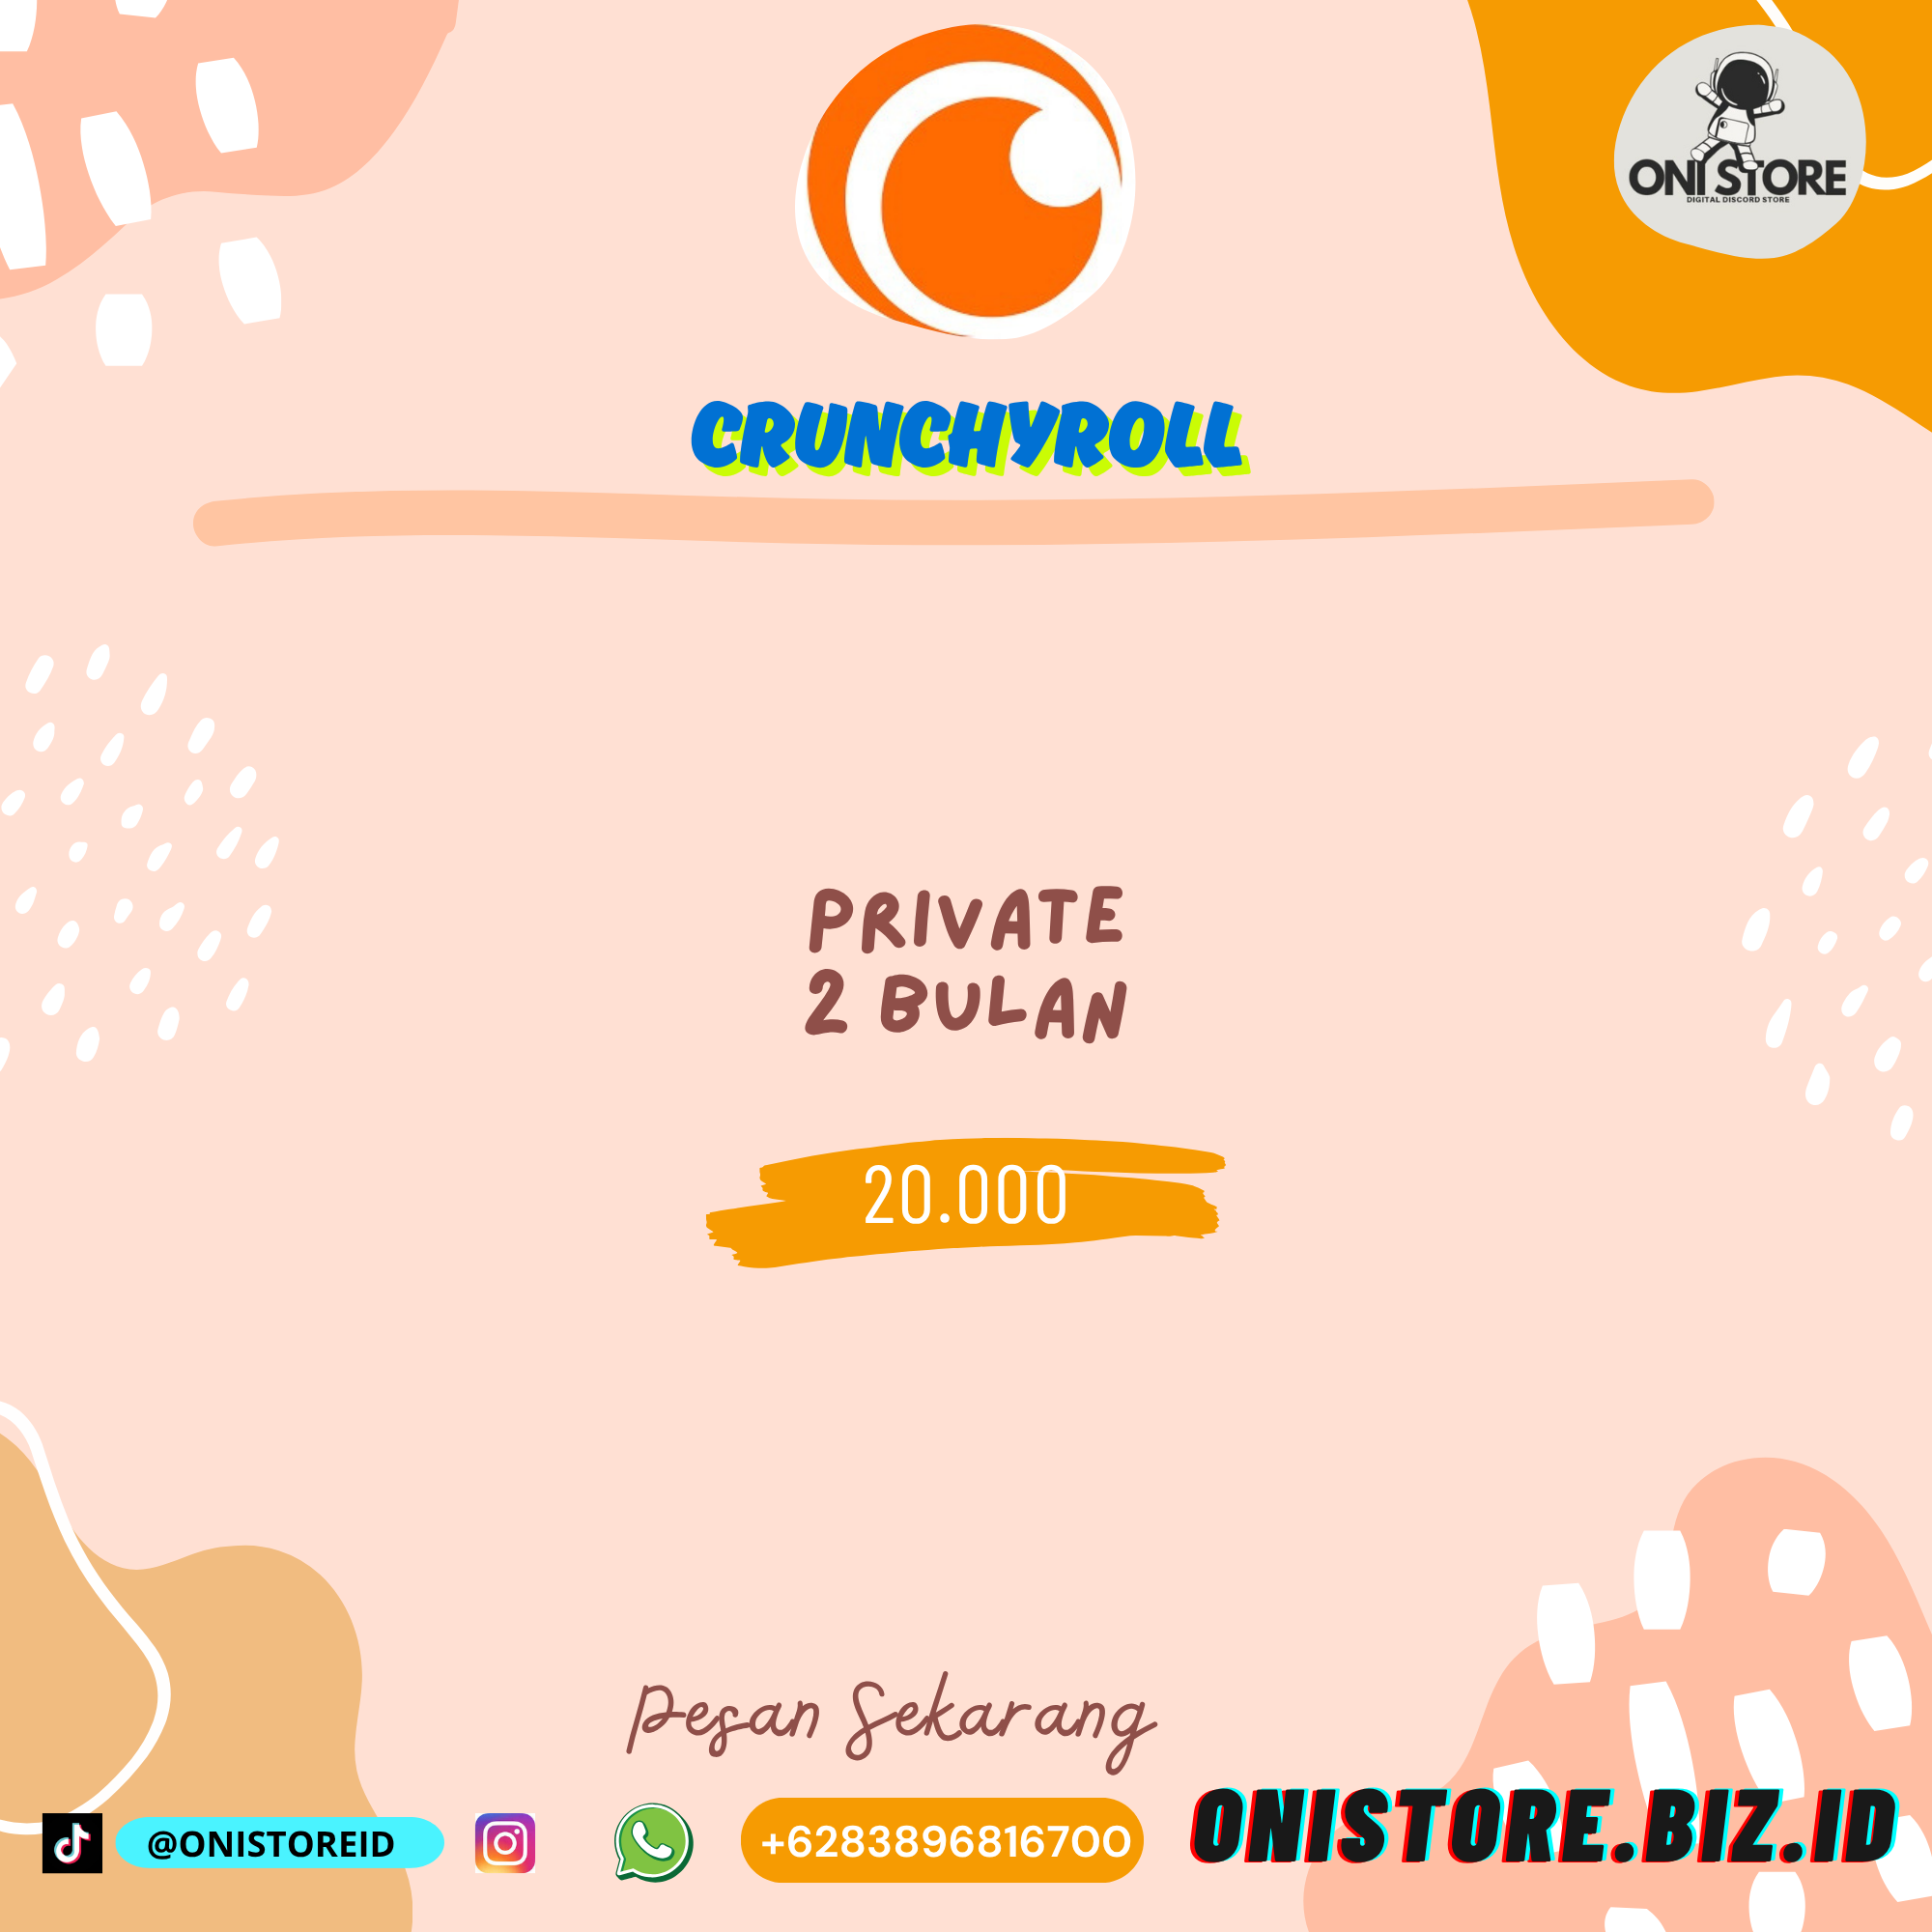 ONI STORE
DIGITAL DISCORD STORE
CRUNCHYROLL
PRIVATE
2 BULAN
20.000
Pesan Sekarang
@ONISTOREID
+6283896816700
ONISTORE.BIZ.ID